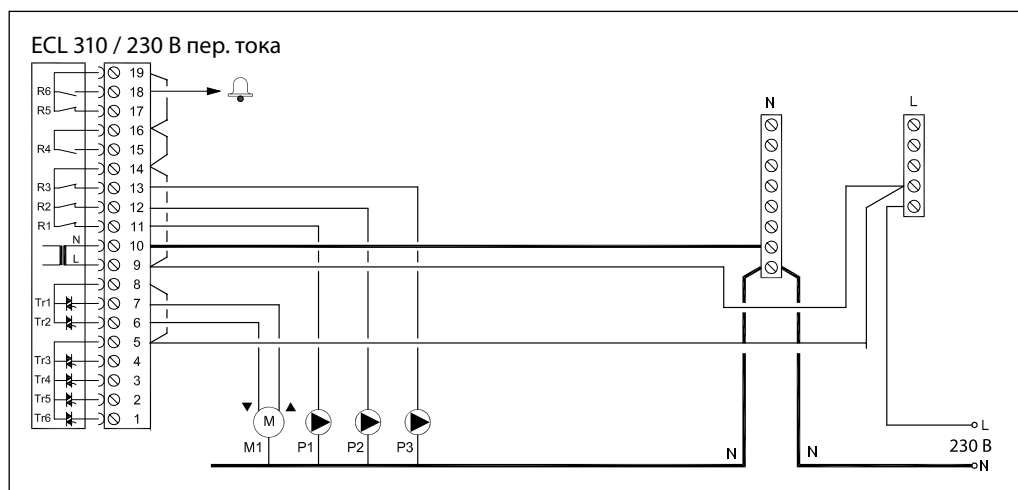 ECL 310 / 230 В пер. тока
19
R6 18
R5 17
16
R4 15
14
R3 13
R2 12
R1 11
N 10
L 9
8
Tr1 7
Tr2 6
5
Tr3 4
Tr4 3
Tr5 2
Tr6 1
N
L
M
M1
P1
P2
P3
N
N
L
230 В
N